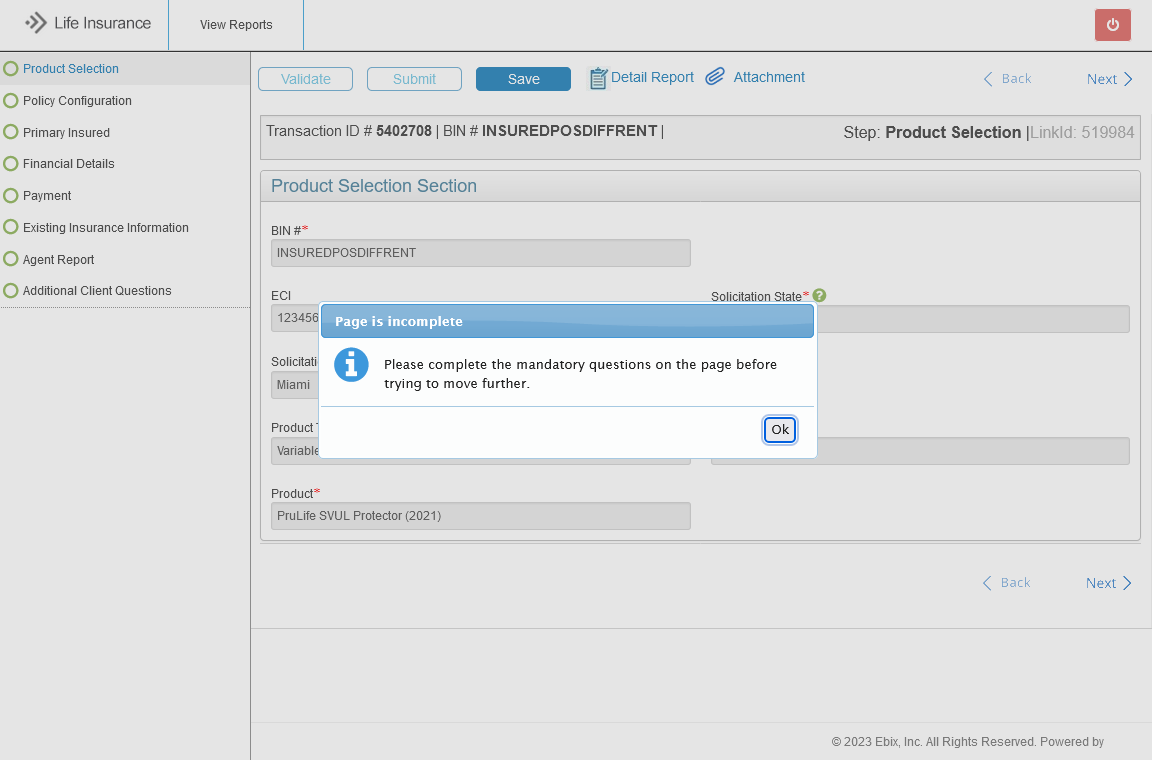 Life Insurance
View Reports
Product Selection
Policy Configuration
Primary Insured
Financial Details
Payment
Existing Insurance Information
Agent Report
Additional Client Questions
Validate
Submit
Save
Detail Report
Attachment
Back
Next
Transaction ID # 5402708 | BIN # INSUREDPOSDIFFRENT |
Step: Product Selection |LinkId: 519984
Product Selection Section
BIN #*
INSUREDPOSDIFFRENT
ECI
123456
Solicitation State* ?
Miami
Product
Variable
Page is incomplete
Please complete the mandatory questions on the page before
trying to move further.
Ok
Product*
PruLife SVUL Protector (2021)
Back
Next
© 2023 Ebix, Inc. All Rights Reserved. Powered by